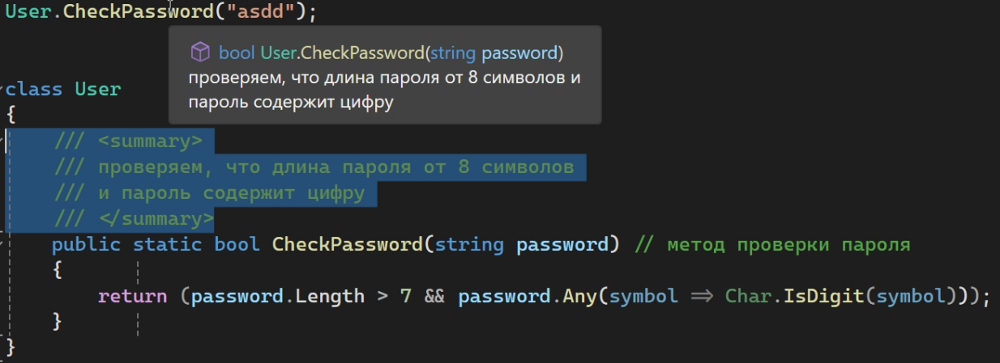 User.CheckPassword("asdd");
bool User.CheckPassword(string password)
проверяем, что длина пароля от 8 символов и
пароль содержит цифру
class User
{
/// <summary>
/// проверяем, что длина пароля от 8 символов
/// и пароль содержит цифру
/// </summary>
public static bool CheckPassword(string password) // метод проверки пароля
{
return (password.Length > 7 && password.Any(symbol => Char.IsDigit(symbol)));
}
}